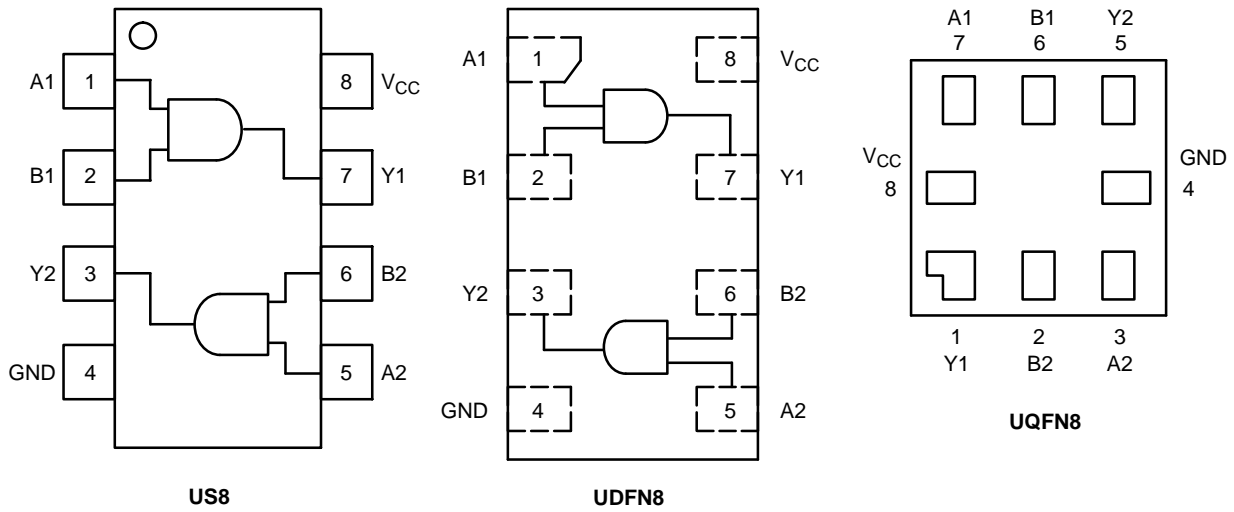 A1 1 8 VCC
B1 2 7 Y1
Y2 3 6 B2
GND 4 5 A2
US8
A1 1 8 VCC
B1 2 7 Y1
Y2 3 6 B2
GND 4 5 A2
UDFN8
A1 B1 Y2
7 6 5
VCC GND
8 4
1 2 3
Y1 B2 A2
UQFN8